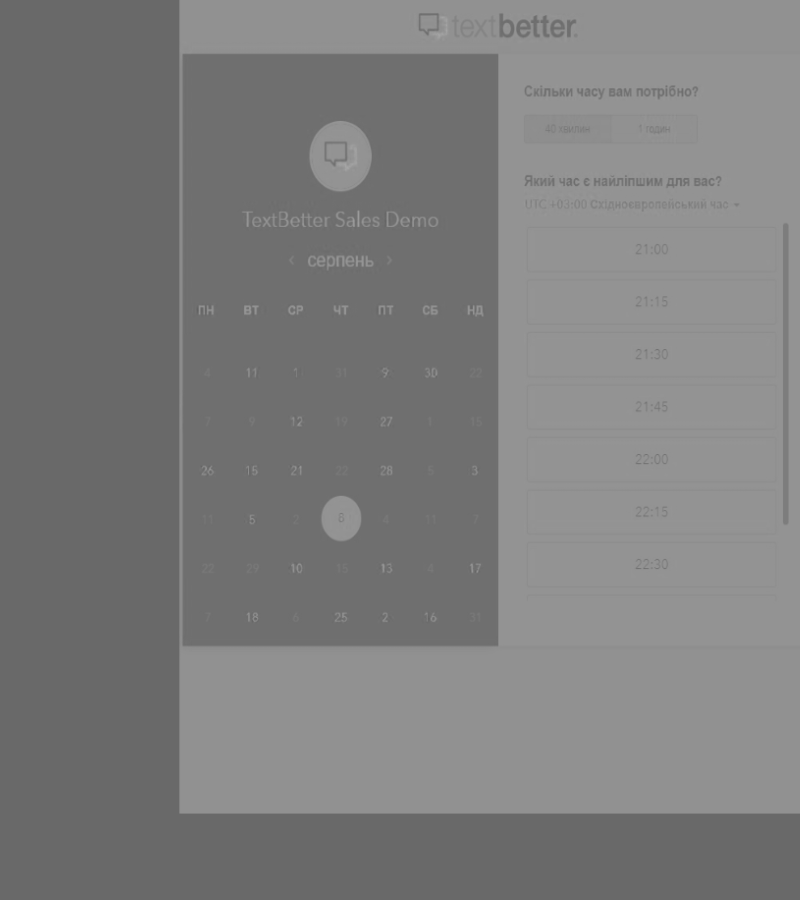 textbetter
Скільки часу вам потрібно?
40 хвилин 1 годин
TextBetter Sales Demo
‹ серпень ›
ПН ВТ СР ЧТ ПТ СБ НД
4 11 1 31 9 30 22
7 9 12 19 27 1 15
26 15 21 22 28 5 3
11 5 2 6 4 11 7
23 29 10 15 13 4 17
7 18 6 25 2 16 31
Який час є найліпшим для вас?
UTC +03:00 Східноєвропейський час
21:00
21:15
21:30
21:45
22:00
22:15
22:30